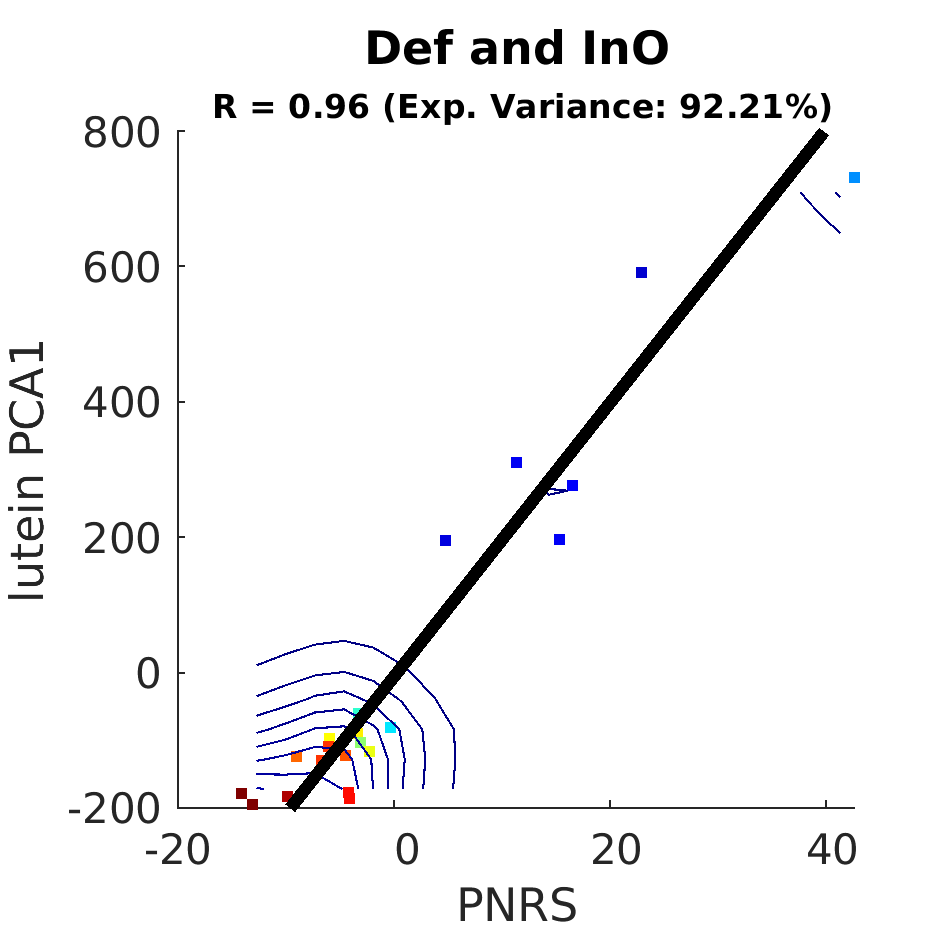 Def and InO
R = 0.96 (Exp. Variance: 92.21%)
800
600
400
200
0
-200
-20
0
20
40
lutein PCA1
PNRS